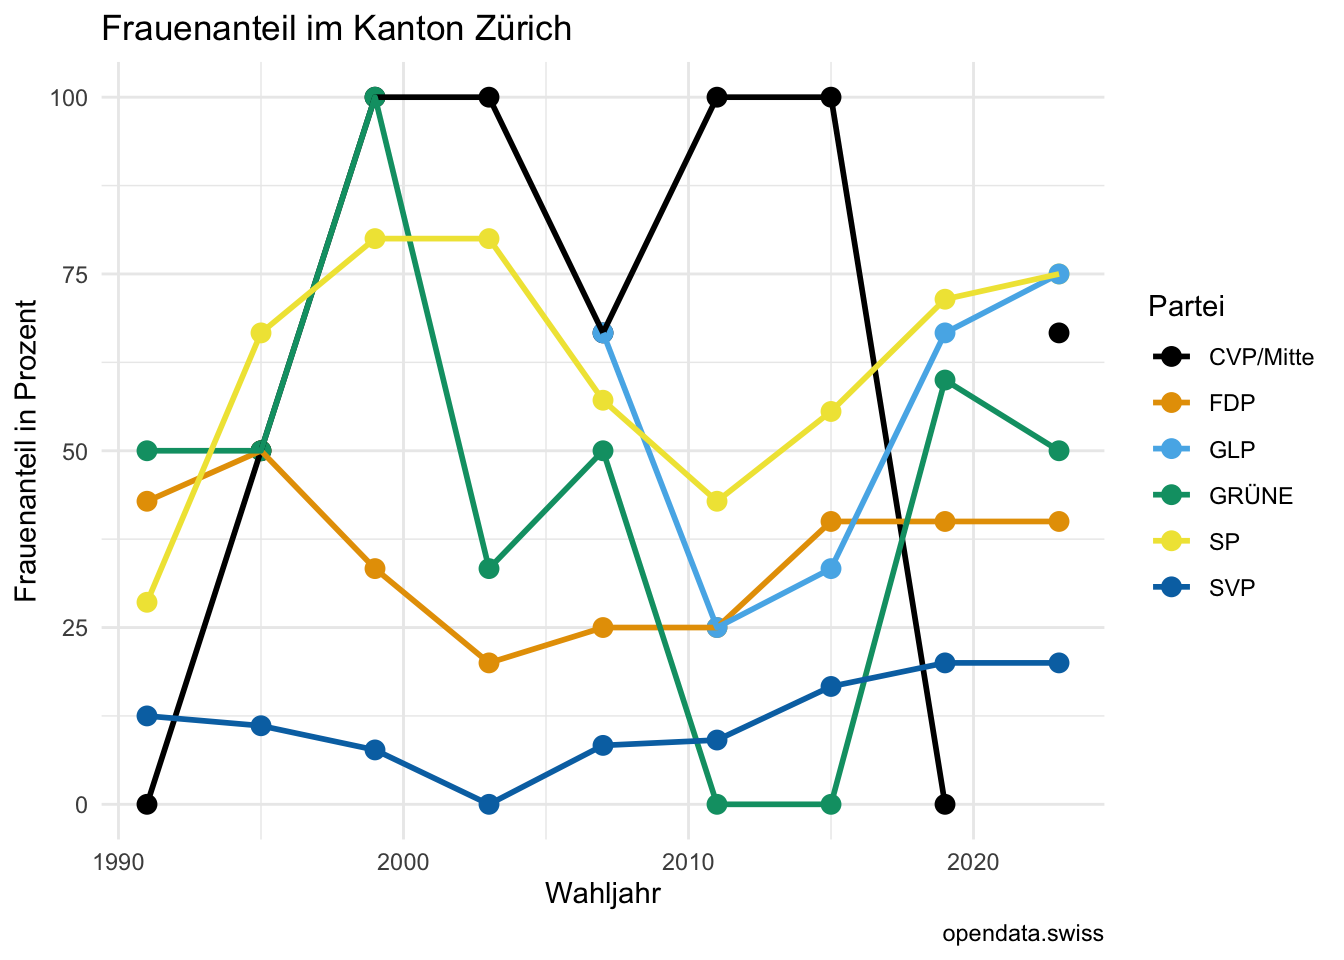 Frauenanteil im Kanton Zürich
Frauenanteil in Prozent
100
75
50
25
0
1990
2000
2010
2020
Wahljahr
Partei
CVP/Mitte
FDP
GLP
GRÜNE
SP
SVP
opendata.swiss